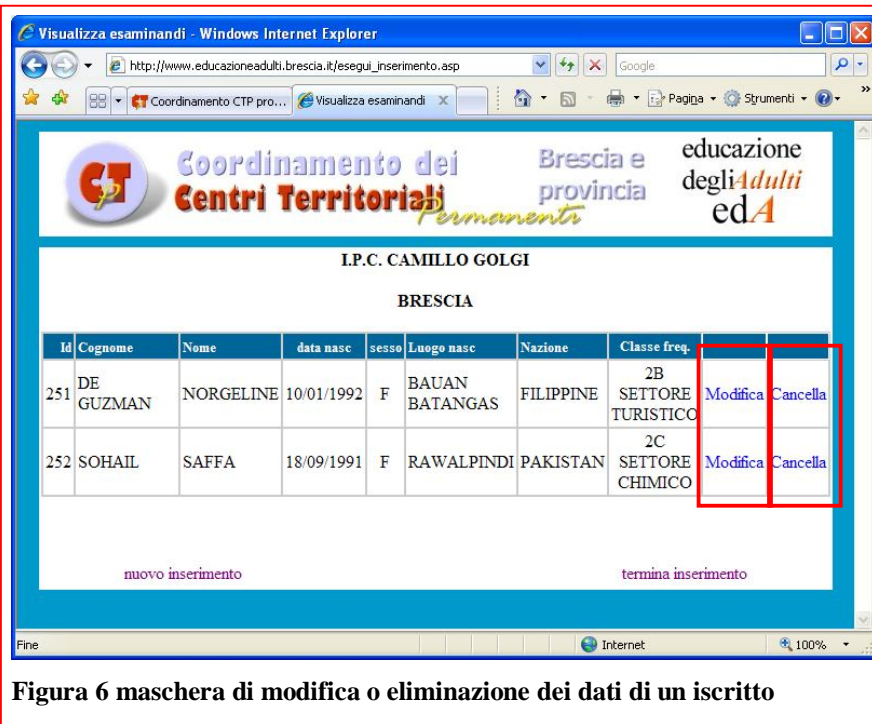 Visualizza esaminandi - Windows Internet Explorer
http://www.educazioneadulti.brescia.it/esegui_inserimento.asp
Google
Coordinamento CTP pro...
Visualizza esaminandi
Pagina
Strumenti
CpT
Coordinamento dei
Centri Territoriali
Permanenti
Brescia e
provincia
educazione
degliAdulti
edA
I.P.C. CAMILLO GOLGI
BRESCIA
Id Cognome Nome data nasc sesso Luogo nasc Nazione Classe freq.
251 DE GUZMAN NORGELINE 10/01/1992 F BAUAN BATANGAS FILIPPINE 2B SETTORE TURISTICO Modifica Cancella
252 SOHAIL SAFFA 18/09/1991 F RAWALPINDI PAKISTAN 2C SETTORE CHIMICO Modifica Cancella
nuovo inserimento
termina inserimento
Fine
Internet
100%
Figura 6 maschera di modifica o eliminazione dei dati di un iscritto